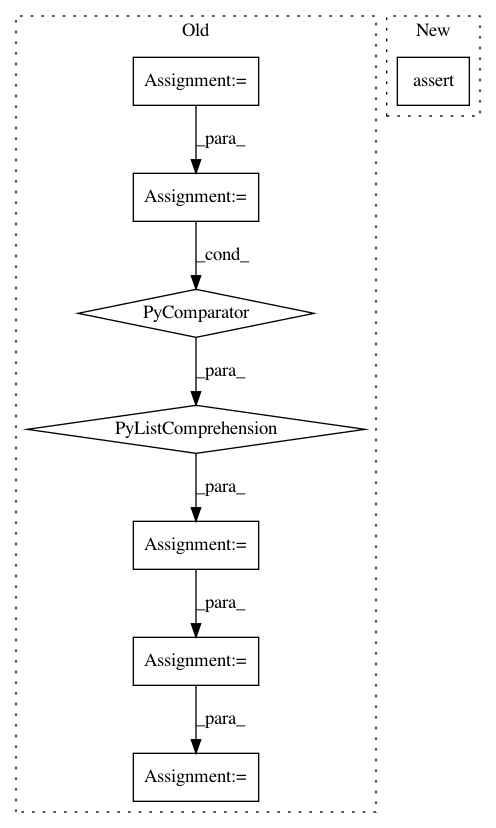 Old
New
Assignment:=
assert
_para_
Assignment:=
_cond_
PyComparator
_para_
PyListComprehension
_para_
Assignment:=
_para_
Assignment:=
_para_
Assignment:=